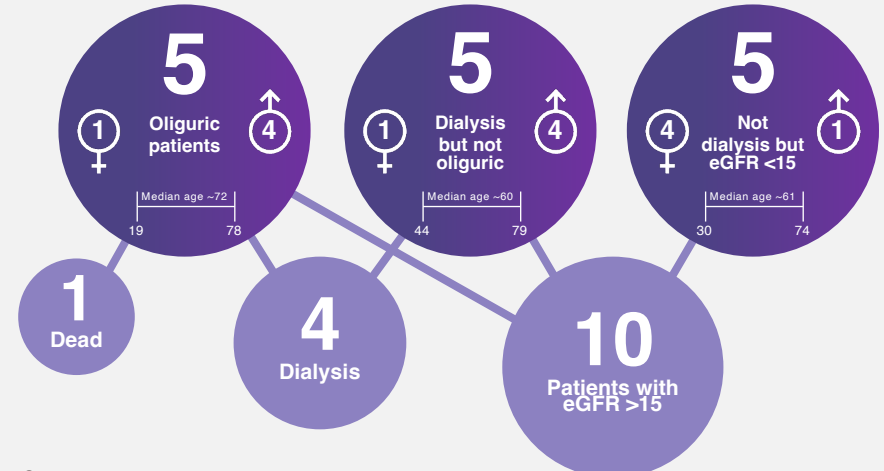 5
Oliguric
patients
1
4
Median age ~72
19
78
5
Dialysis
but not
oliguric
1
4
Median age ~60
44
79
5
Not
dialysis but
eGFR <15
4
1
Median age ~61
30
74
1
Dead
4
Dialysis
10
Patients with
eGFR >15